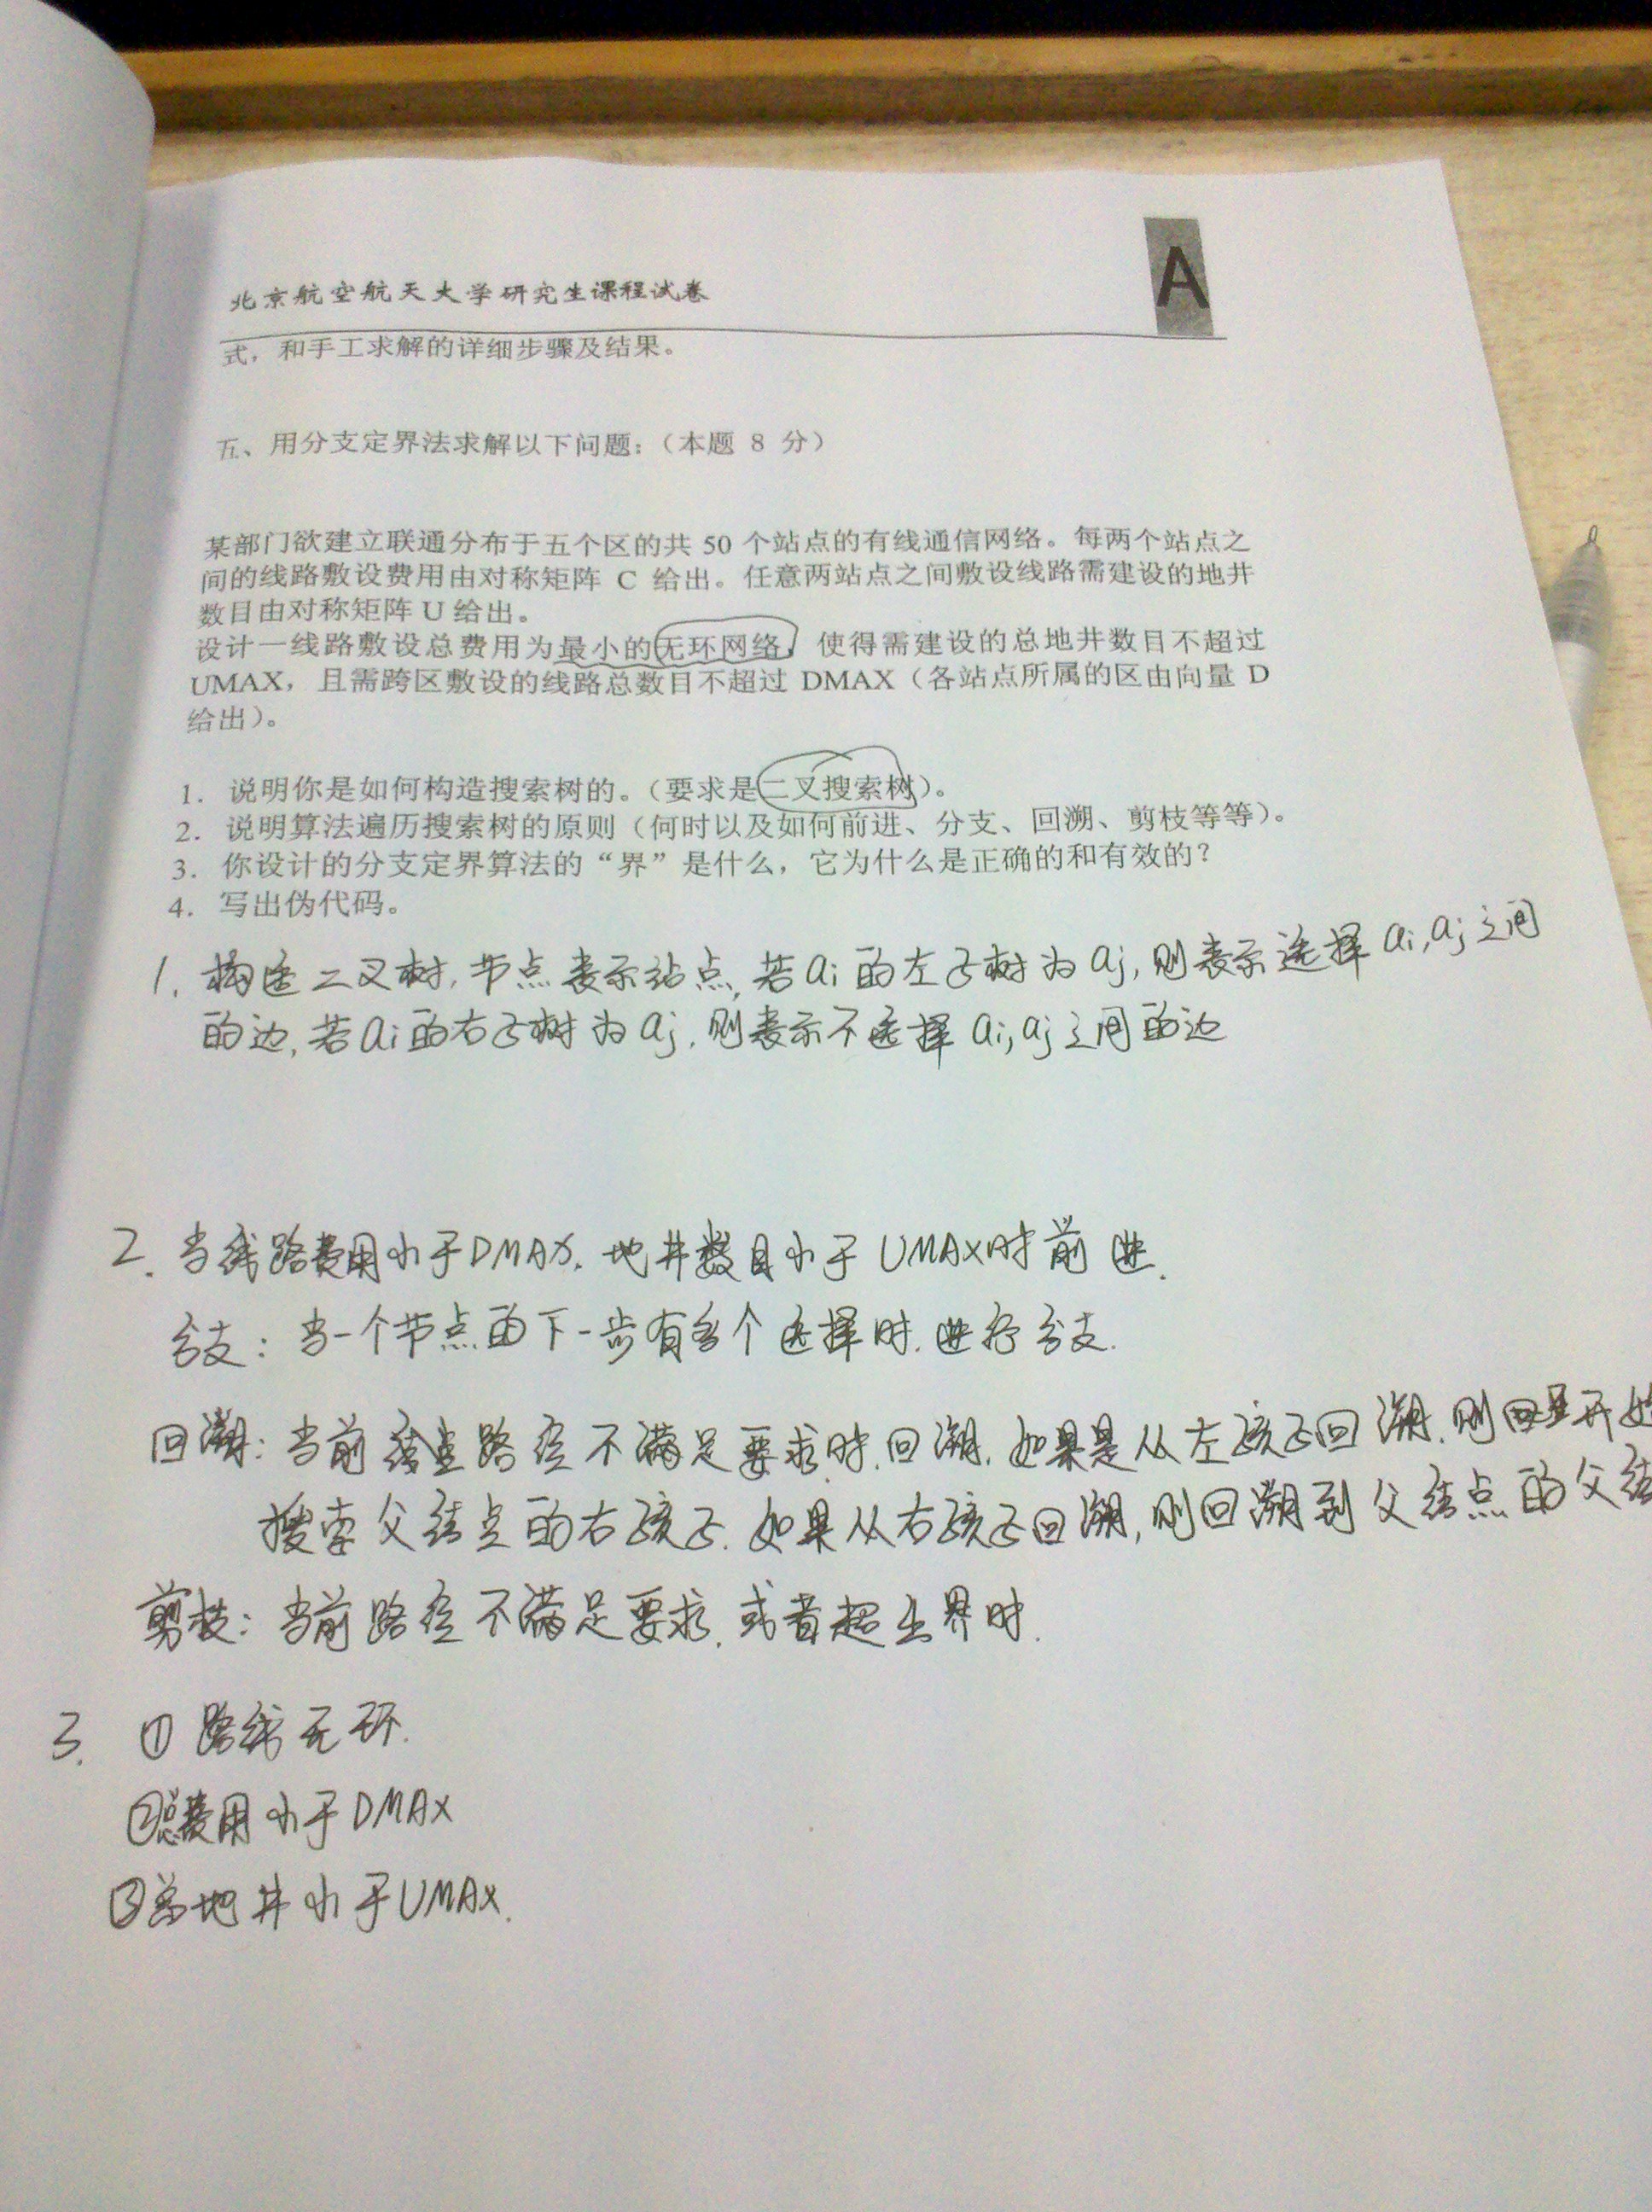 北京航空航天大学研究生课程试卷
A
式，和手工求解的详细步骤及结果。
五、用分支定界法求解以下问题：（本题 8 分）
某部门欲建立联通分布于五个区的共 50 个站点的有线通信网络。每两个站点之
间的线路敷设费用由对称矩阵 C 给出。任意两站点之间敷设线路需建设的地井
数目由对称矩阵 U 给出。
设计一线路敷设总费用为最小的无环网络，使得需建设的总地井数目不超过
UMAX，且需跨区敷设的线路总数目不超过 DMAX（各站点所属的区由向量 D
给出）。
1. 说明你是如何构造搜索树的。（要求是二叉搜索树）。
2. 说明算法遍历搜索树的原则（何时以及如何前进、分支、回溯、剪枝等等）。
3. 你设计的分支定界算法的“界”是什么，它为什么是正确的和有效的？
4. 写出伪代码。
1. 构造二叉树，节点表示站点，若ai的左子树为aj，则表示选择ai,aj之间
的边，若ai的右子树为aj，则表示不选择ai,aj之间的边
2. 当线路费用小于DMAX，地井数目小于UMAX时前进.
分支：当一个节点的下一步有多个选择时，进行分支.
回溯：当前 路径不满足要求时，回溯，如果是从左孩子回溯，则 开始
搜索父结点的右孩子. 如果从右孩子回溯，则回溯到父结点的父结
剪枝：当前路径不满足要求，或者超出界时.
3. ①路线无环.
②总费用小于DMAX
③总地井小于UMAX.